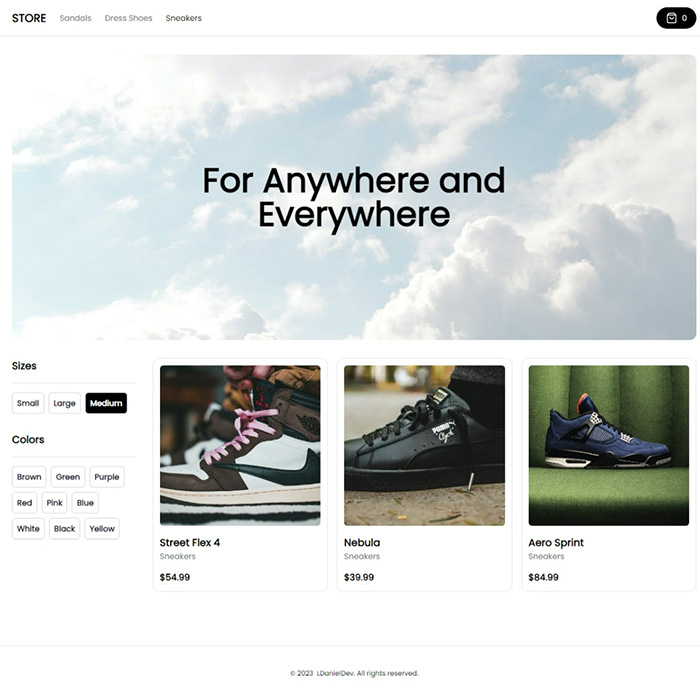 STORE Sandals Dress Shoes Sneakers 0
For Anywhere and
Everywhere
Sizes
Small Large Medium
Colors
Brown Green Purple
Red Pink Blue
White Black Yellow
PUMA
Clyde
Street Flex 4
Sneakers
$54.99
Nebula
Sneakers
$39.99
Aero Sprint
Sneakers
$84.99
© 2023 LDanielDev. All rights reserved.